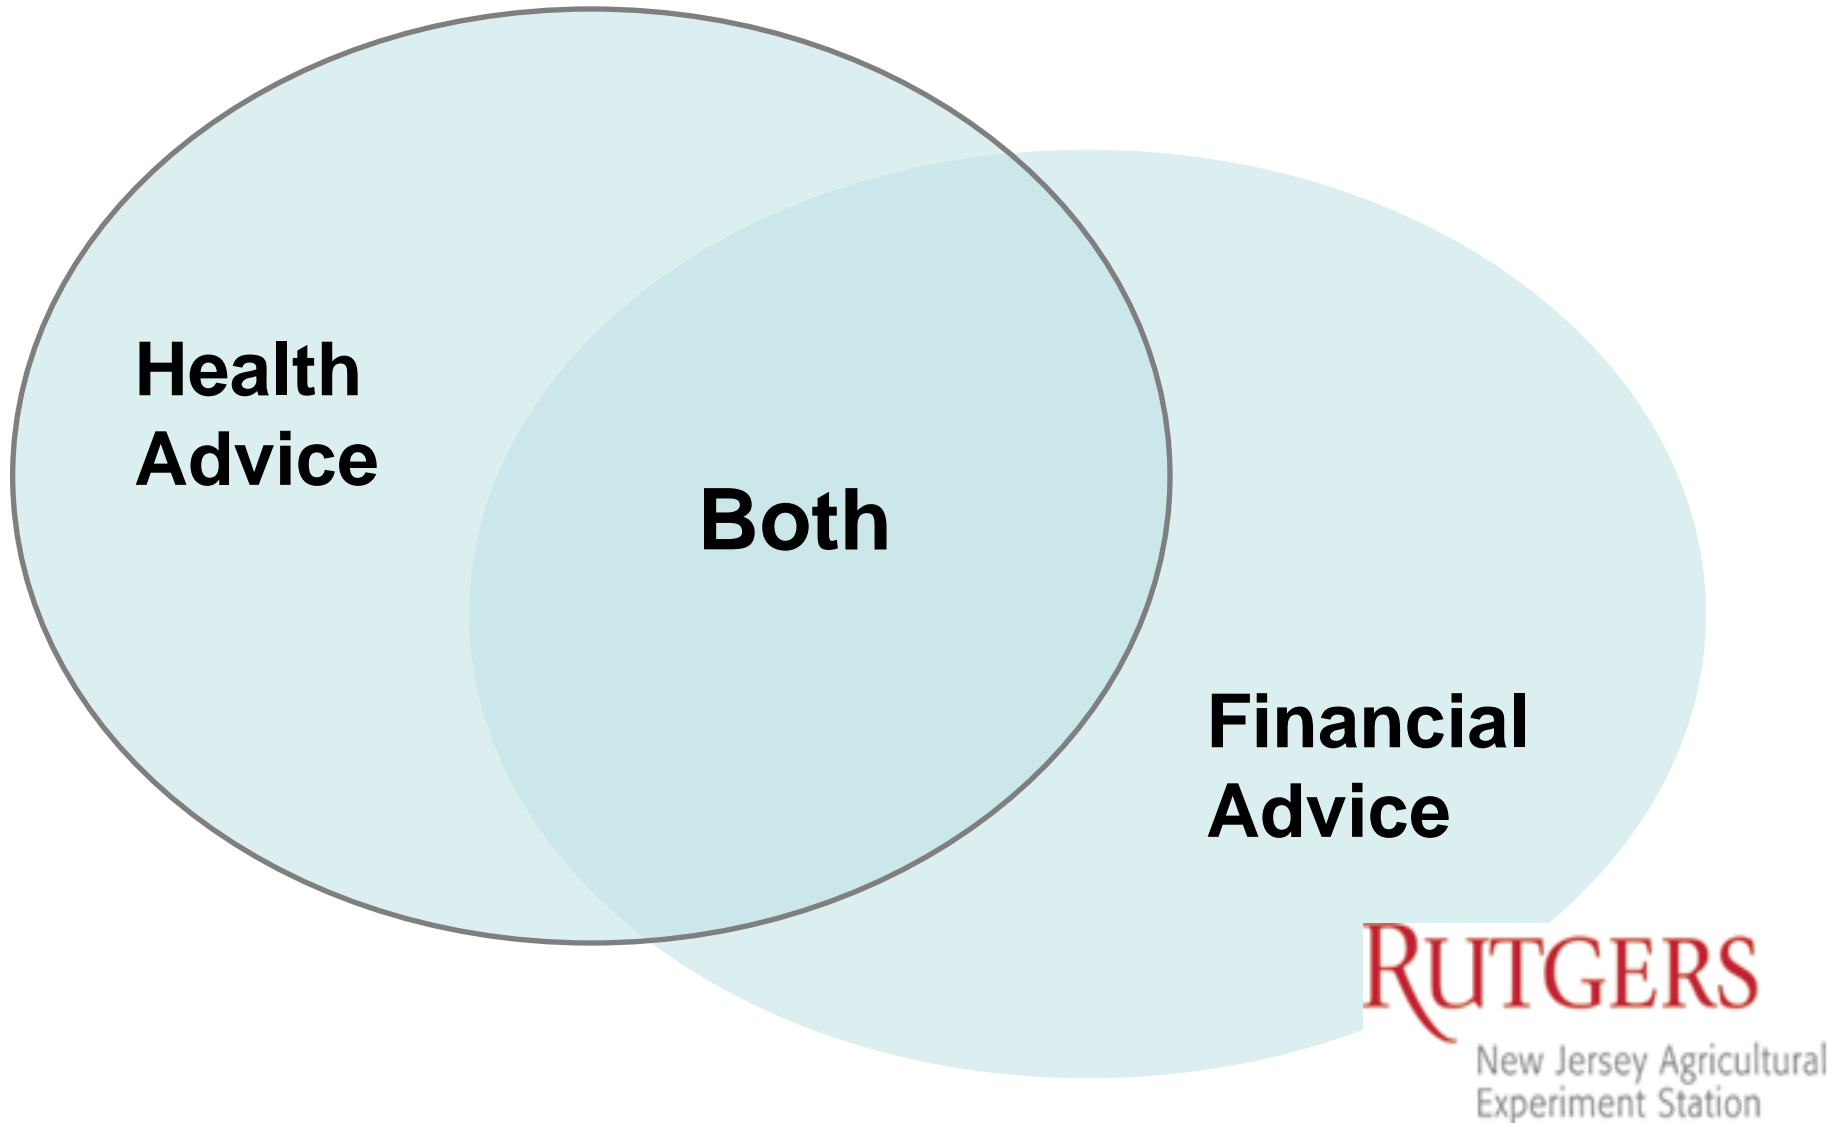 Health
Advice
Both
Financial
Advice
RUTGERS
New Jersey Agricultural
Experiment Station